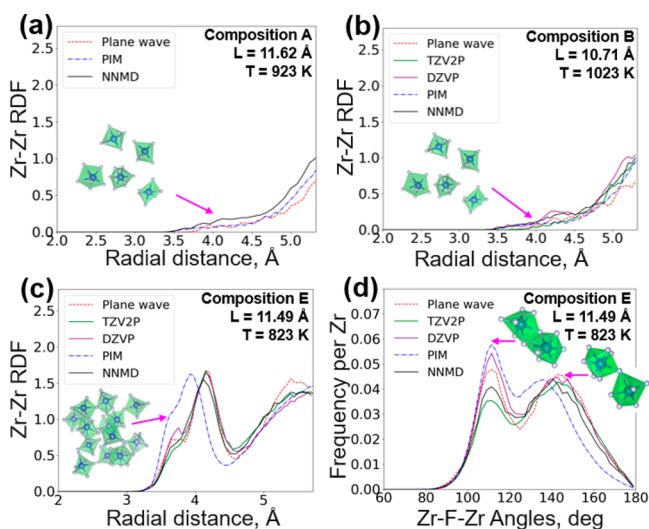 (a)
Composition A
L = 11.62 Å
T = 923 K
Plane wave
PIM
NNMD
Zr-Zr RDF
2.5
2.0
1.5
1.0
0.5
0.0
2.0 2.5 3.0 3.5 4.0 4.5 5.0
Radial distance, Å
(b)
Composition B
L = 10.71 Å
T = 1023 K
Plane wave
TZV2P
DZVP
PIM
NNMD
Zr-Zr RDF
2.5
2.0
1.5
1.0
0.5
0.0
2.0 2.5 3.0 3.5 4.0 4.5 5.0
Radial distance, Å
(c)
Composition E
L = 11.49 Å
T = 823 K
Plane wave
TZV2P
DZVP
PIM
NNMD
Zr-Zr RDF
2.5
2.0
1.5
1.0
0.5
0.0
2 3 4 5
Radial distance, Å
(d)
Composition E
L = 11.49 Å
T = 823 K
Plane wave
TZV2P
DZVP
PIM
NNMD
Frequency per Zr
0.07
0.06
0.05
0.04
0.03
0.02
0.01
0.00
60 80 100 120 140 160 180
Zr-F-Zr Angles, deg